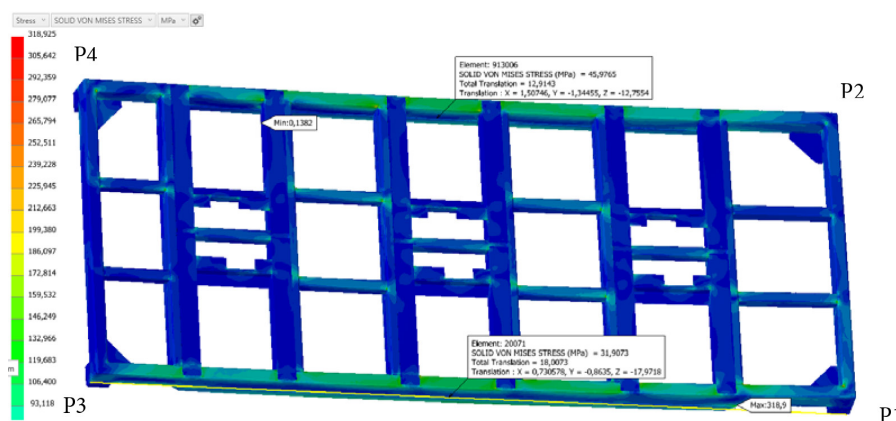 Stress SOLID VON MISES STRESS MPa
318,925
305,642
292,359
279,077
265,794
252,511
239,228
225,945
212,663
199,380
186,097
172,814
159,532
146,249
132,966
119,683
106,400
93,118
m
P4
P2
P3
P1
Element: 913006
SOLID VON MISES STRESS (MPa) = 45,9765
Total Translation = 12,9143
Translation : X = 1,50746, Y = -1,34455, Z = -12,7554
Min:0,1382
Element: 20071
SOLID VON MISES STRESS (MPa) = 31,9073
Total Translation = 18,0073
Translation : X = 0,730578, Y = -0,8635, Z = -17,9718
Max:318,9